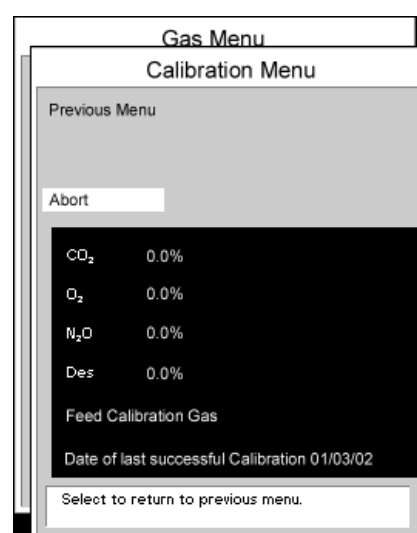 Gas Menu
Calibration Menu
Previous Menu
Abort
CO₂ 0.0%
O₂ 0.0%
N₂O 0.0%
Des 0.0%
Feed Calibration Gas
Date of last successful Calibration 01/03/02
Select to return to previous menu.